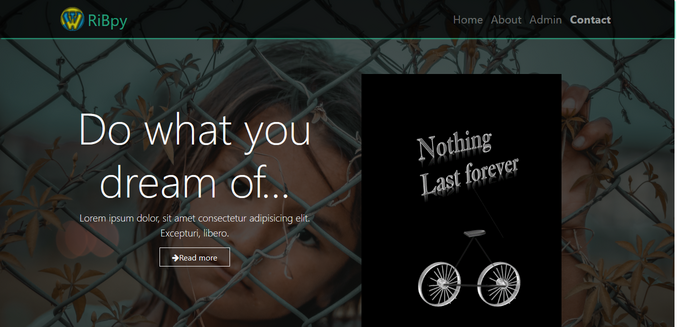 RiBpy
Home About Admin Contact
Do what you
dream of...
Lorem ipsum dolor, sit amet consectetur adipisicing elit.
Excepturi, libero.
Read more
Nothing
Last forever